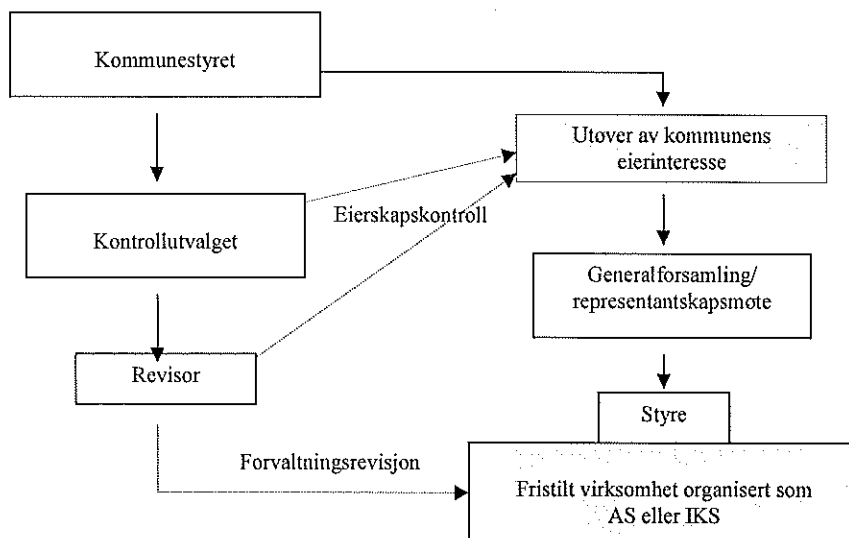 Kommunestyret
Utøver av kommunens
eierinteresse
Eierskapskontroll
Kontrollutvalget
Generalforsamling/
representantskapsmøte
Revisor
Styre
Forvaltningsrevisjon
Fristilt virksomhet organisert som
AS eller IKS